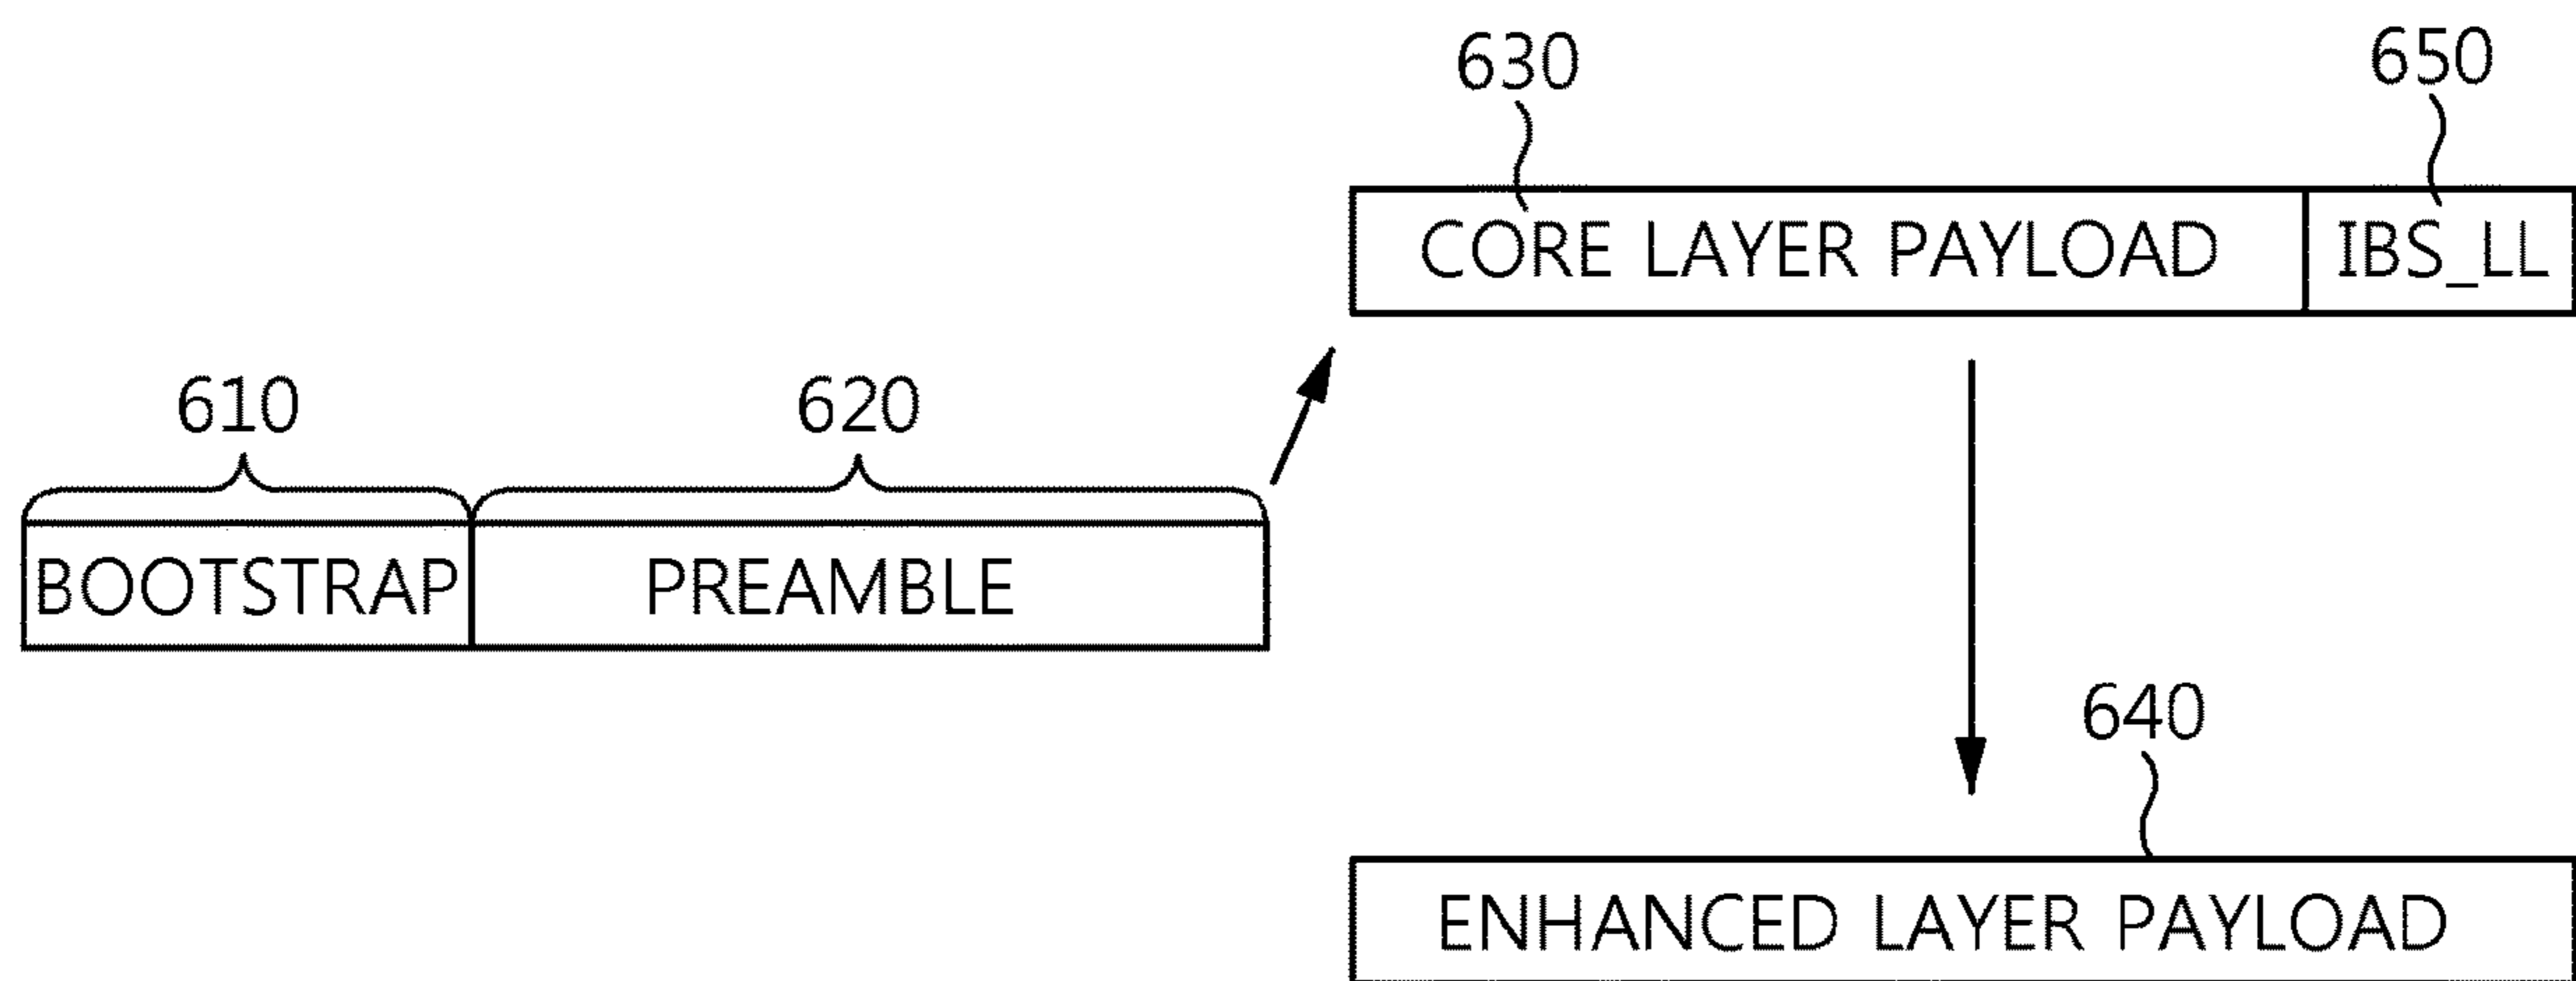 630
650
CORE LAYER PAYLOAD
IBS_LL
610
620
BOOTSTRAP
PREAMBLE
640
ENHANCED LAYER PAYLOAD